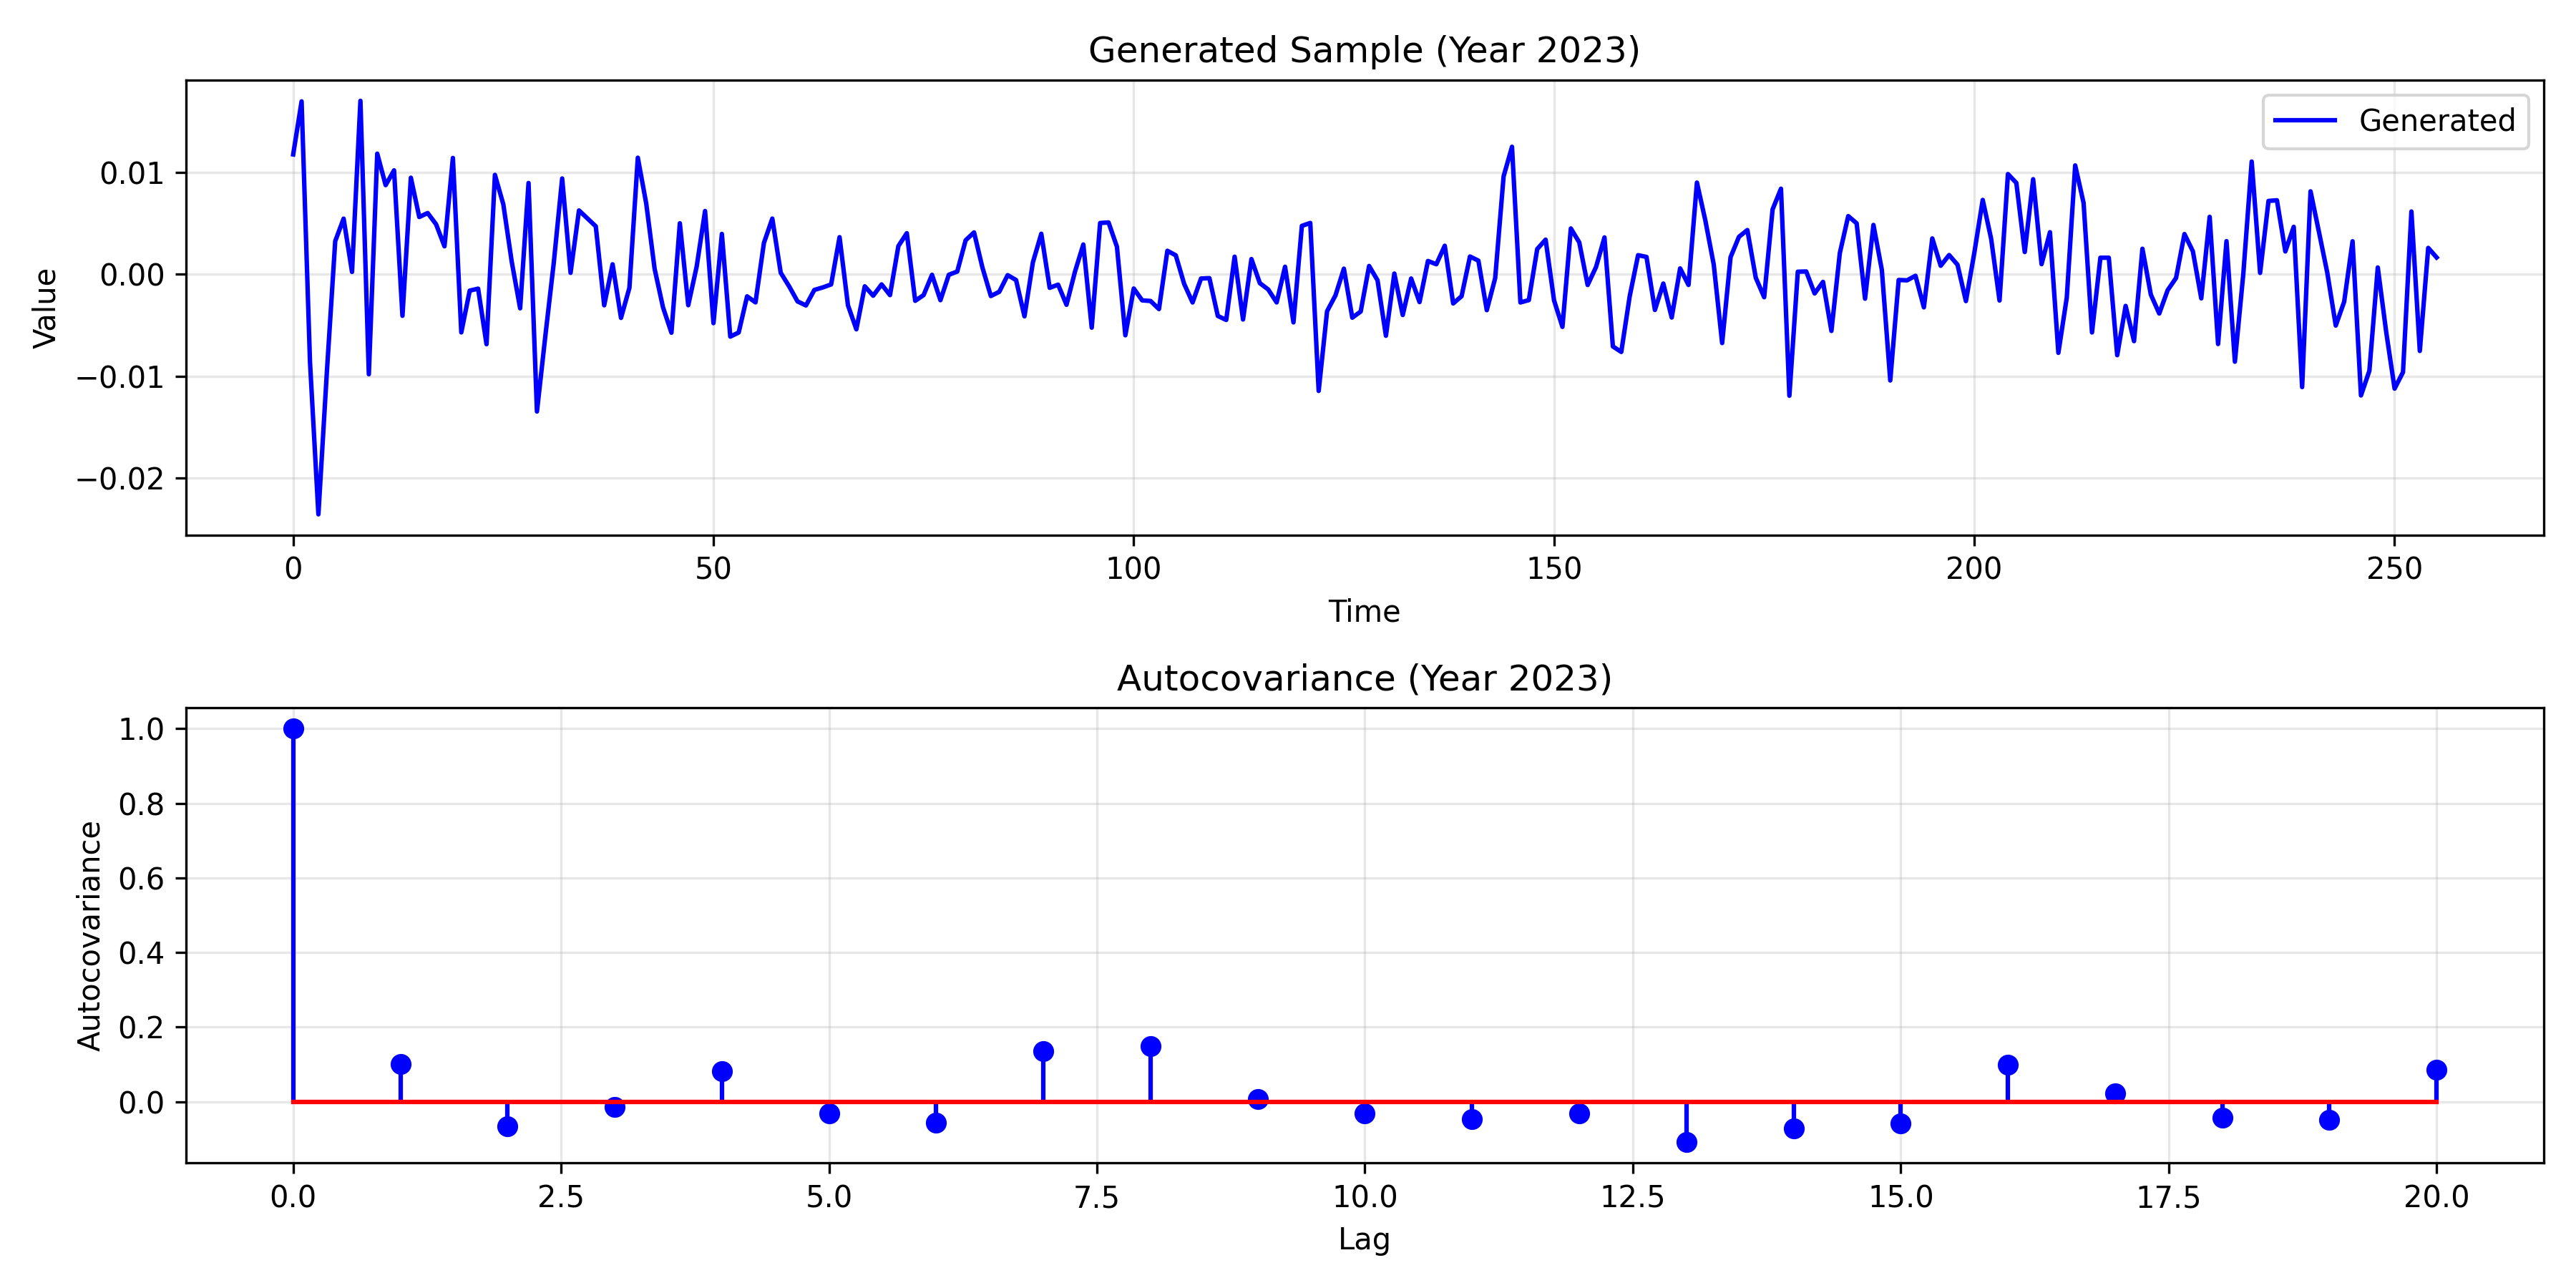 Generated Sample (Year 2023)
Generated
Value
0.01
0.00
−0.01
−0.02
0 50 100 150 200 250
Time
Autocovariance (Year 2023)
Autocovariance
1.0
0.8
0.6
0.4
0.2
0.0
0.0 2.5 5.0 7.5 10.0 12.5 15.0 17.5 20.0
Lag